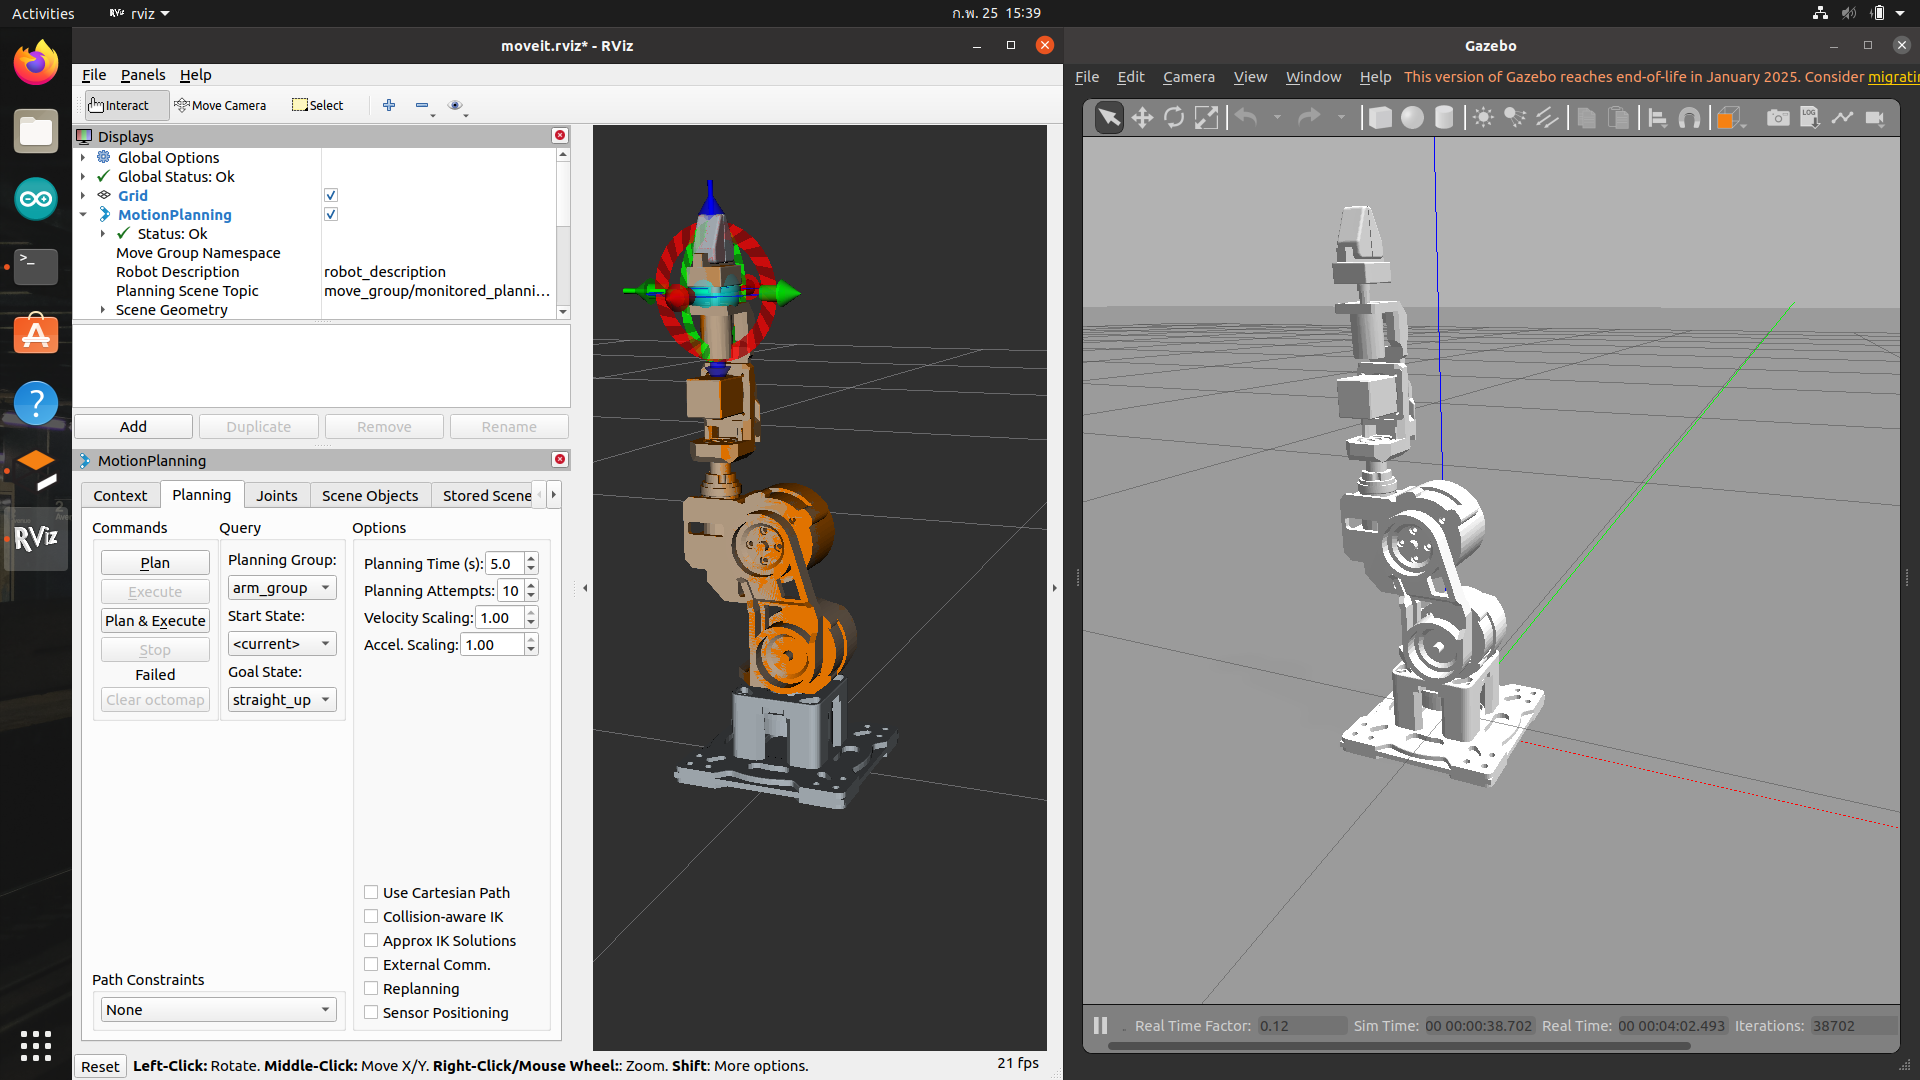 Activities
rviz
ก.พ. 25 15:39
moveit.rviz* - RViz
File Panels Help
Interact Move Camera Select
Displays
Global Options
Global Status: Ok
Grid
MotionPlanning
Status: Ok
Move Group Namespace
Robot Description robot_description
Planning Scene Topic move_group/monitored_planni...
Scene Geometry
Add Duplicate Remove Rename
MotionPlanning
Context Planning Joints Scene Objects Stored Scene
Commands Query Options
Plan
Execute
Plan & Execute
Stop
Failed
Clear octomap
Planning Group:
arm_group
Start State:
<current>
Goal State:
straight_up
Planning Time (s): 5.0
Planning Attempts: 10
Velocity Scaling: 1.00
Accel. Scaling: 1.00
Use Cartesian Path
Collision-aware IK
Approx IK Solutions
External Comm.
Replanning
Sensor Positioning
Path Constraints
None
Reset Left-Click: Rotate. Middle-Click: Move X/Y. Right-Click/Mouse Wheel:: Zoom. Shift: More options.
21 fps
RViz
Gazebo
File Edit Camera View Window Help This version of Gazebo reaches end-of-life in January 2025. Consider migratin
LOG
Real Time Factor: 0.12 Sim Time: 00 00:00:38.702 Real Time: 00 00:04:02.493 Iterations: 38702